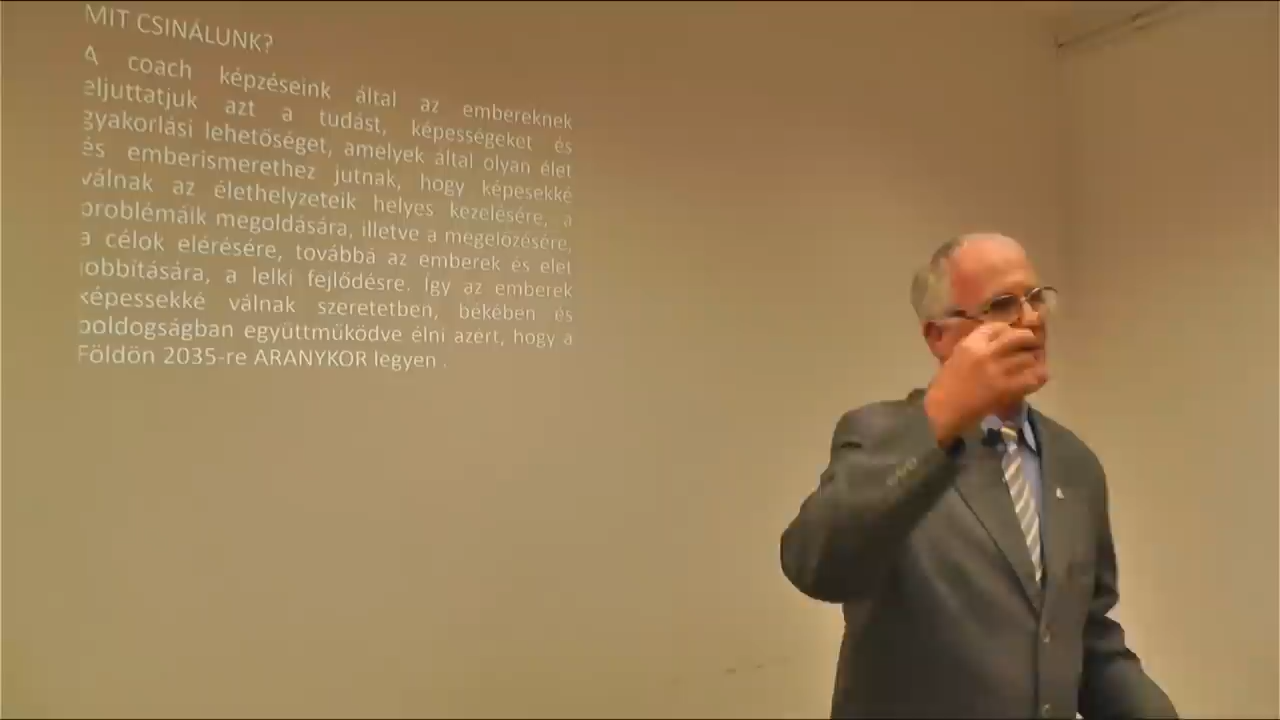 MIT CSINÁLUNK?
A coach képzéseink által az embereknek
eljuttatjuk azt a tudást, képességeket és
gyakorlási lehetőséget, amelyek által olyan élet
és emberismerethez jutnak, hogy képesekké
válnak az élethelyzeteik helyes kezelésére, a
problémáik megoldására, illetve a megelőzésére,
a célok elérésére, továbbá az emberek és élet
jobbítására, a lelki fejlődésre. Így az emberek
képessekké válnak szeretetben, békében és
boldogságban együttműködve élni azért, hogy a
Földön 2035-re ARANYKOR legyen .